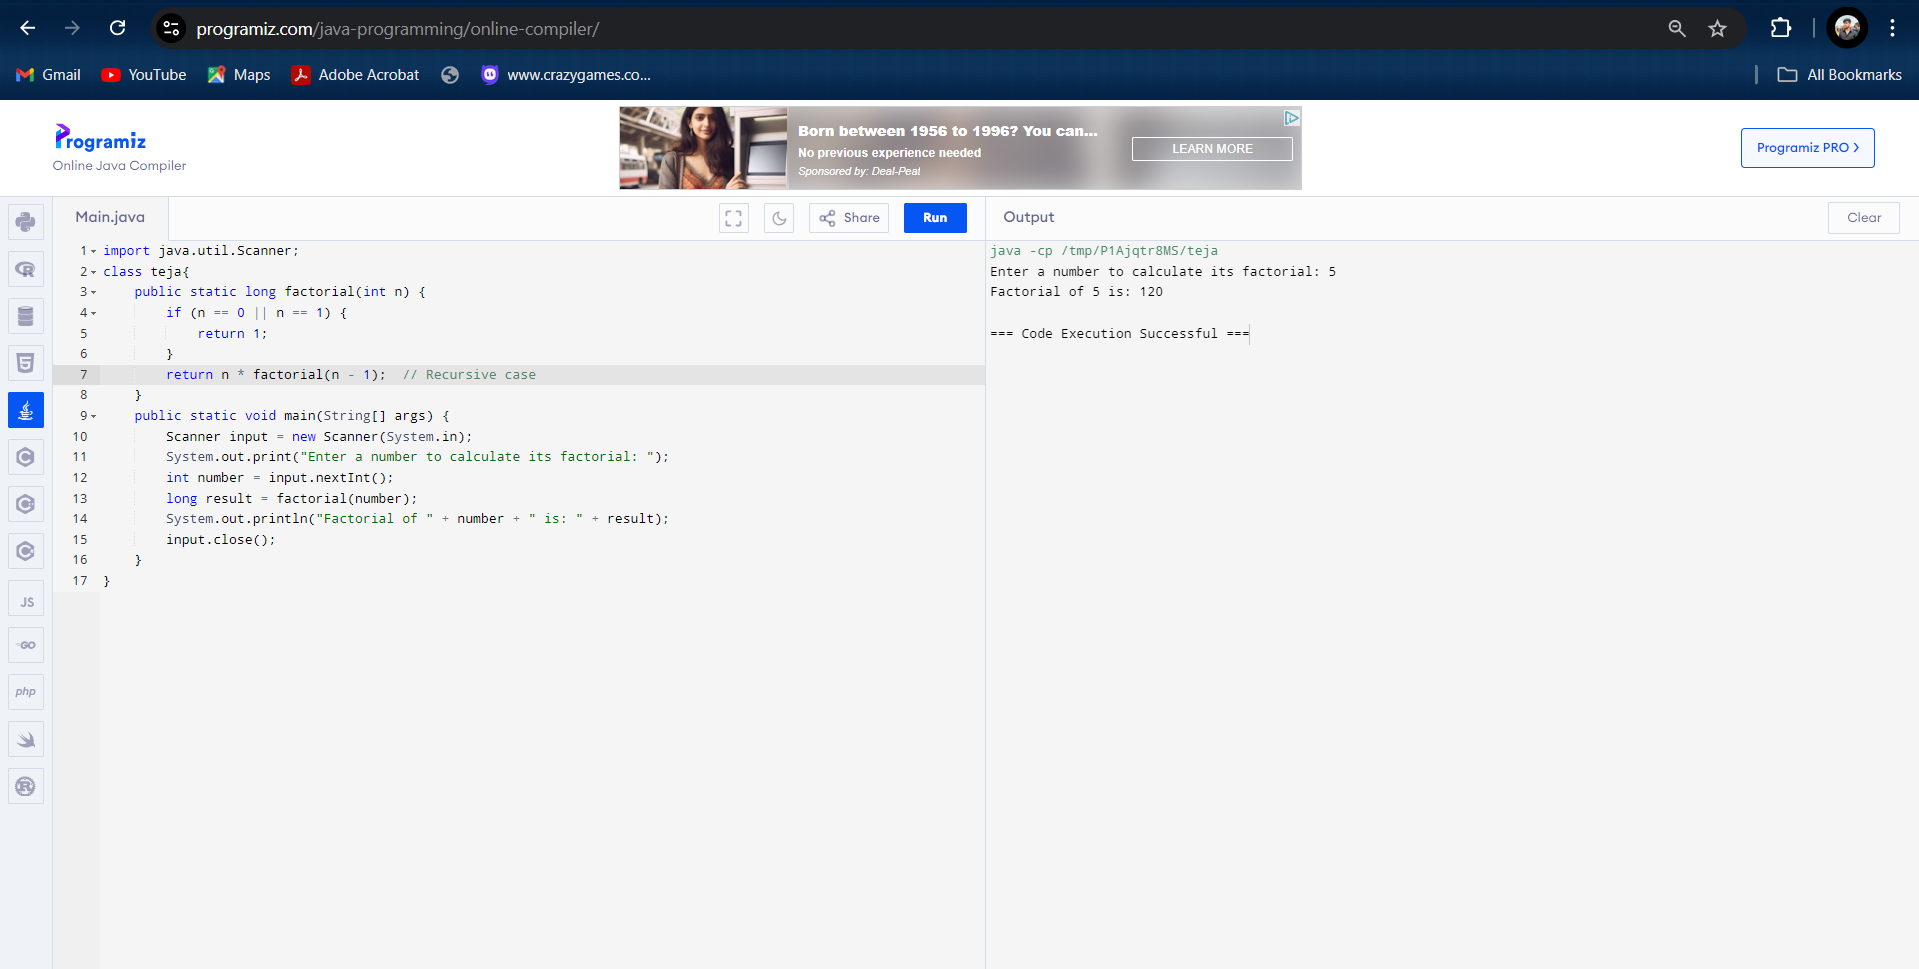 programiz.com/java-programming/online-compiler/
Gmail YouTube Maps Adobe Acrobat www.crazygames.co... All Bookmarks
Programiz
Online Java Compiler
Born between 1956 to 1996? You can...
No previous experience needed
Sponsored by: Deal-Peat
LEARN MORE
Programiz PRO >
Main.java Share Run
1 import java.util.Scanner;
2 class teja{
3     public static long factorial(int n) {
4         if (n == 0 || n == 1) {
5             return 1;
6         }
7         return n * factorial(n - 1);  // Recursive case
8     }
9     public static void main(String[] args) {
10         Scanner input = new Scanner(System.in);
11         System.out.print("Enter a number to calculate its factorial: ");
12         int number = input.nextInt();
13         long result = factorial(number);
14         System.out.println("Factorial of " + number + " is: " + result);
15         input.close();
16     }
17 }
Output Clear
java -cp /tmp/P1Ajqtr8MS/teja
Enter a number to calculate its factorial: 5
Factorial of 5 is: 120
=== Code Execution Successful ===
JS
GO
php